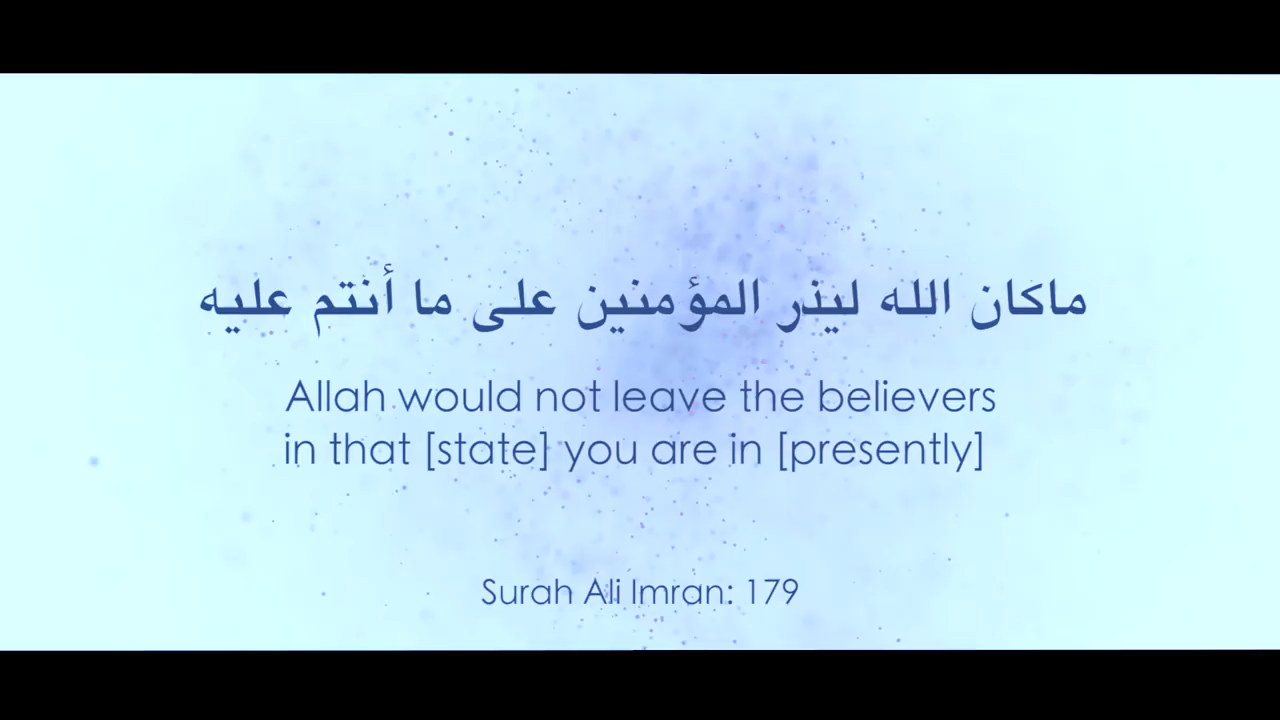 ماكان الله ليذر المؤمنين على ما أنتم عليه
Allah would not leave the believers
in that [state] you are in [presently]
Surah Ali Imran: 179